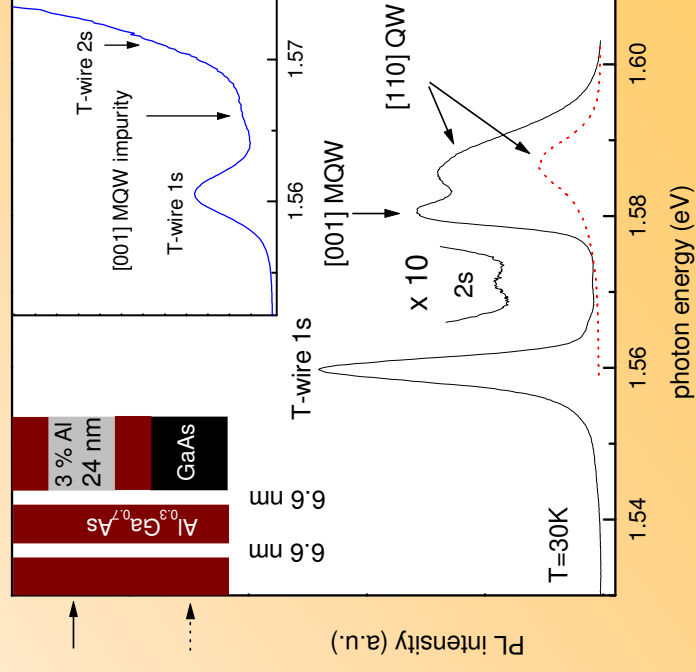 T-wire 2s
[001] MQW impurity
T-wire 1s
1.56
1.57
3 % Al
24 nm
GaAs
Al0.3Ga0.7As
6.6 nm
6.6 nm
T-wire 1s
x 10
2s
[001] MQW
[110] QW
T=30K
PL intensity (a.u.)
1.54
1.56
1.58
1.60
photon energy (eV)